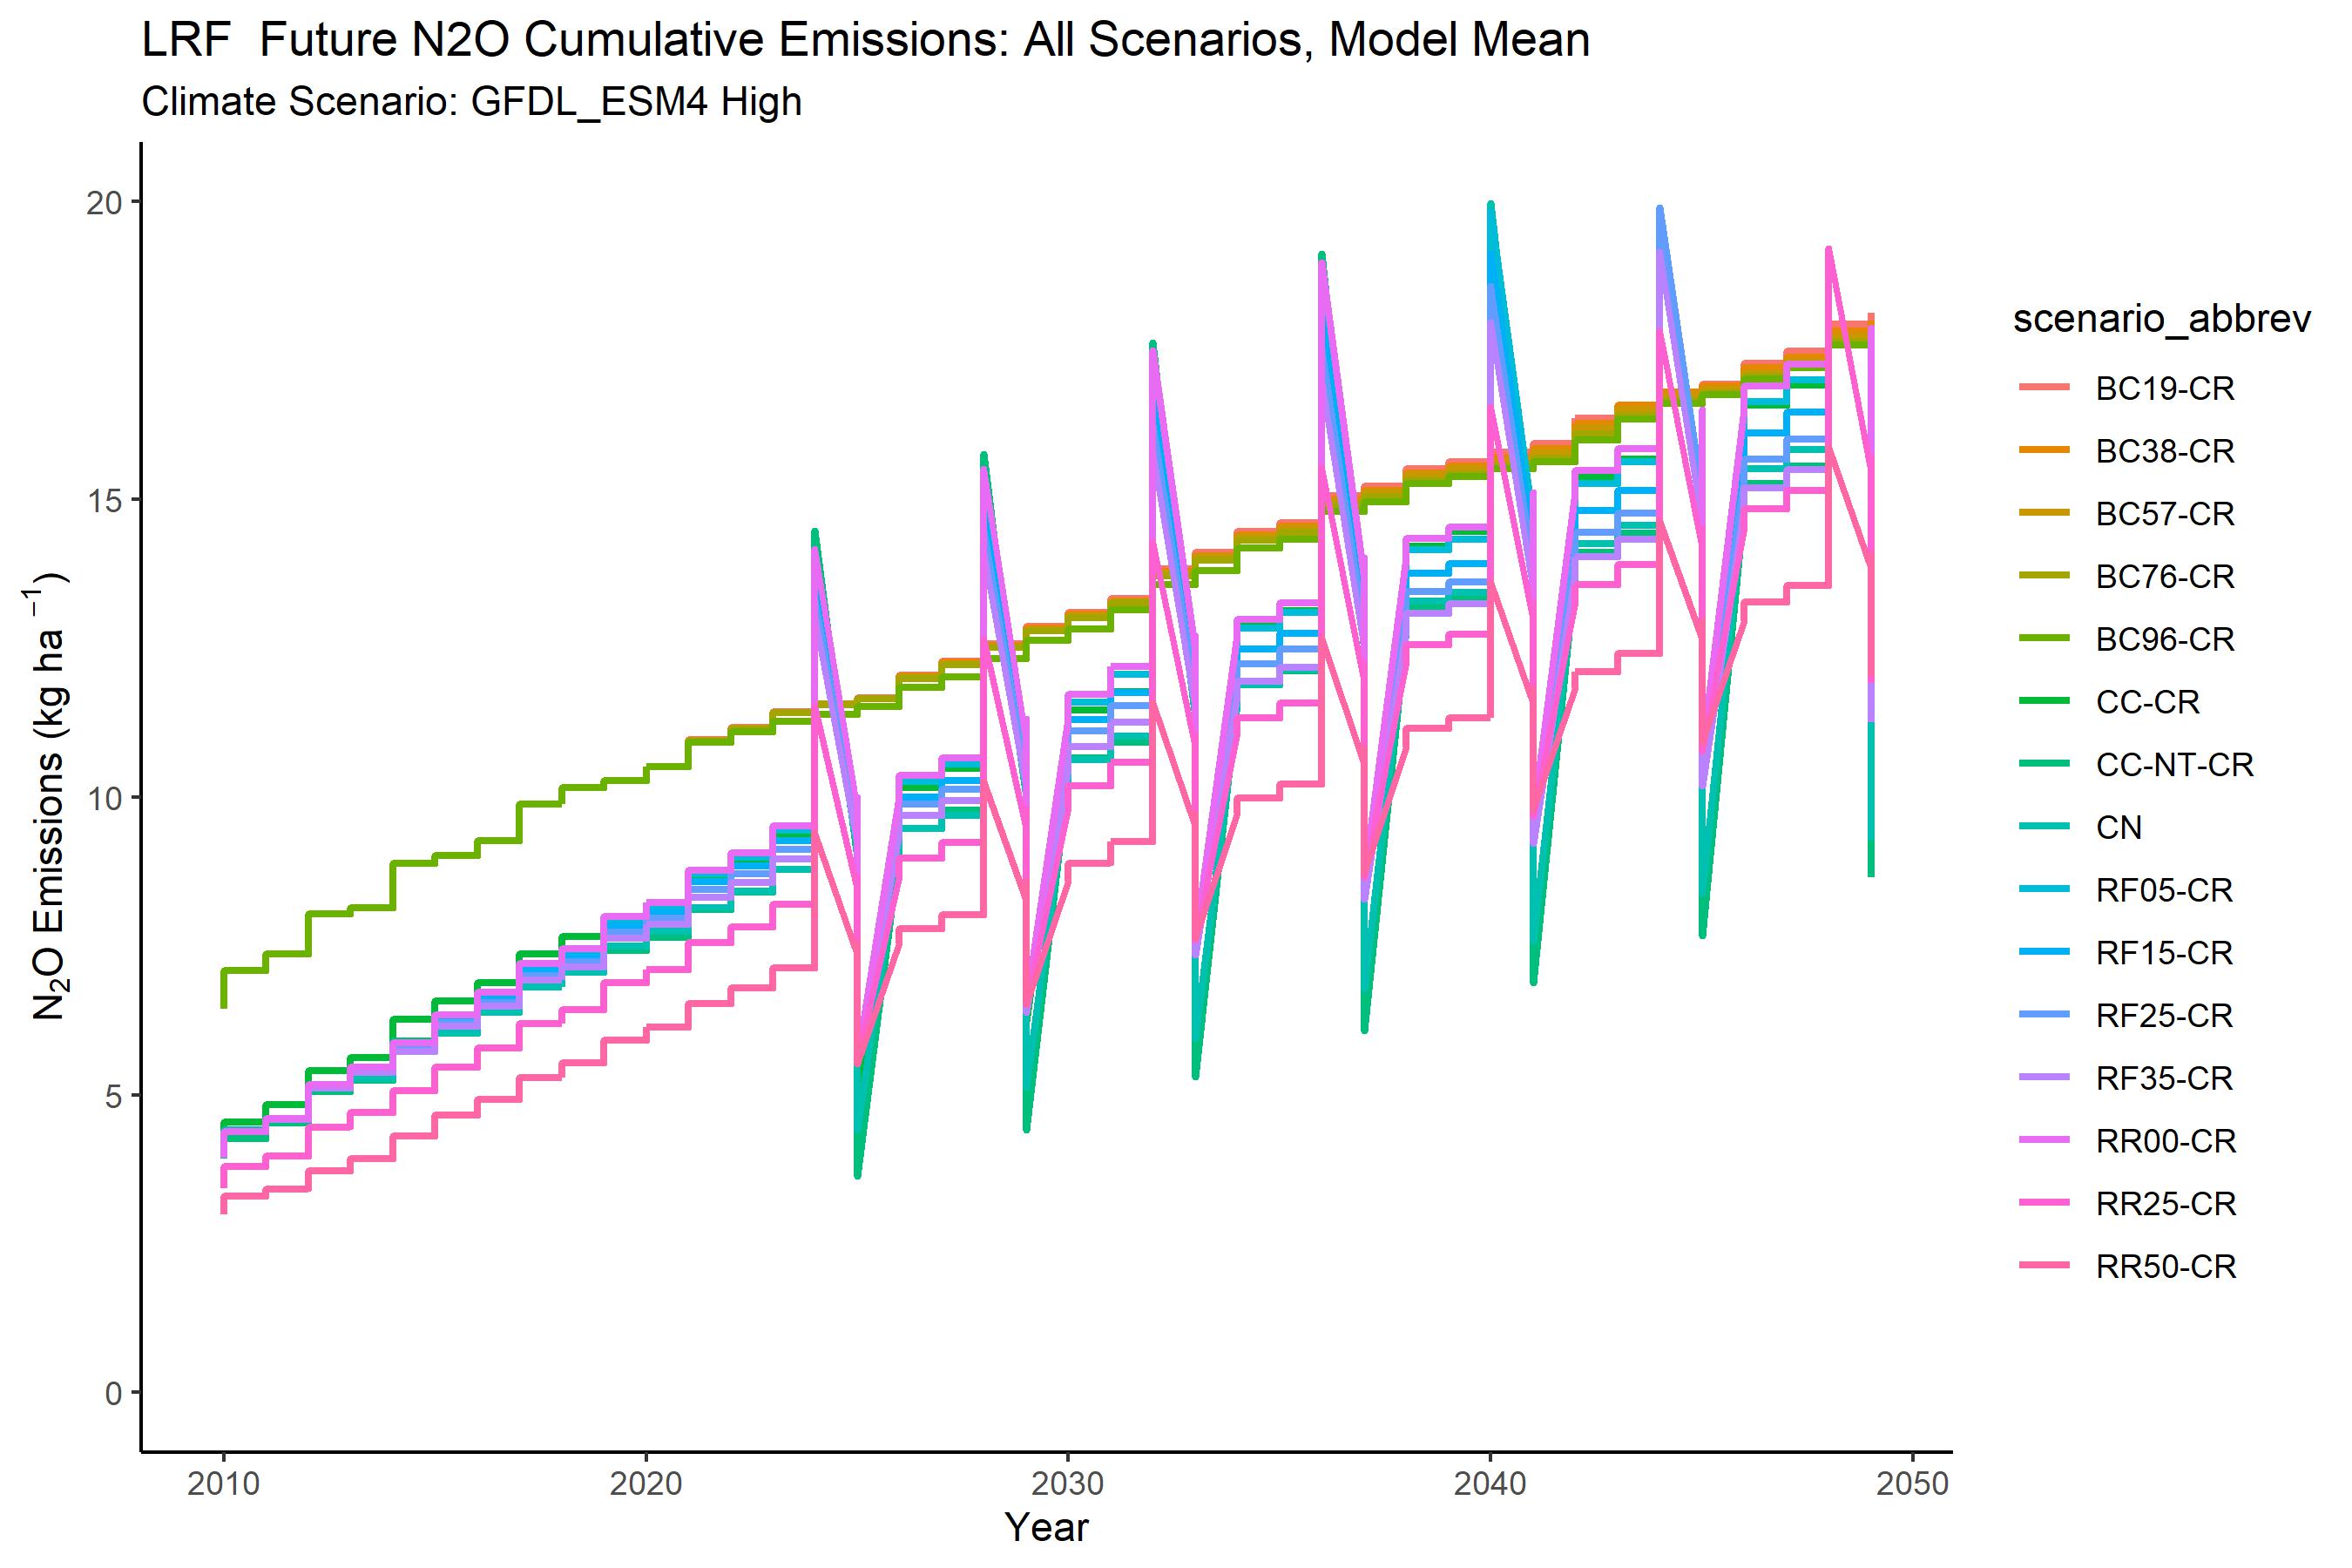 LRF  Future N2O Cumulative Emissions: All Scenarios, Model Mean
Climate Scenario: GFDL_ESM4 High
N₂O Emissions (kg ha ⁻¹)
20
15
10
5
0
2010 2020 2030 2040 2050
Year
scenario_abbrev
BC19-CR
BC38-CR
BC57-CR
BC76-CR
BC96-CR
CC-CR
CC-NT-CR
CN
RF05-CR
RF15-CR
RF25-CR
RF35-CR
RR00-CR
RR25-CR
RR50-CR